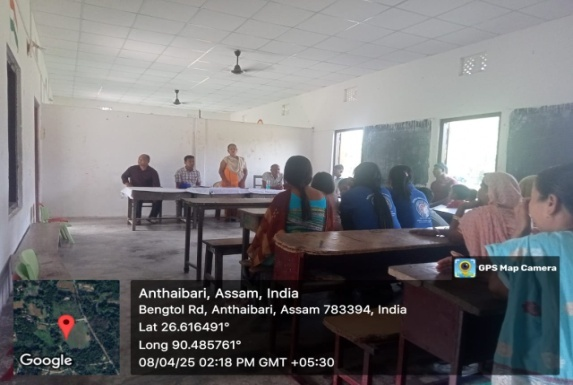 GPS Map Camera
Anthaibari, Assam, India
Bengtol Rd, Anthaibari, Assam 783394, India
Lat 26.616491°
Long 90.485761°
08/04/25 02:18 PM GMT +05:30
Google